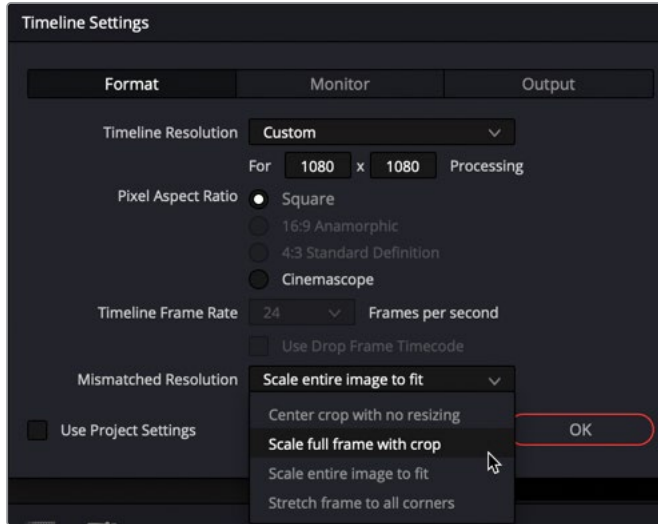 Timeline Settings
Format Monitor Output
Timeline Resolution Custom
For 1080 x 1080 Processing
Pixel Aspect Ratio Square
16:9 Anamorphic
4:3 Standard Definition
Cinemascope
Timeline Frame Rate 24 Frames per second
Use Drop Frame Timecode
Mismatched Resolution Scale entire image to fit
Center crop with no resizing
Use Project Settings OK
Scale full frame with crop
Scale entire image to fit
Stretch frame to all corners